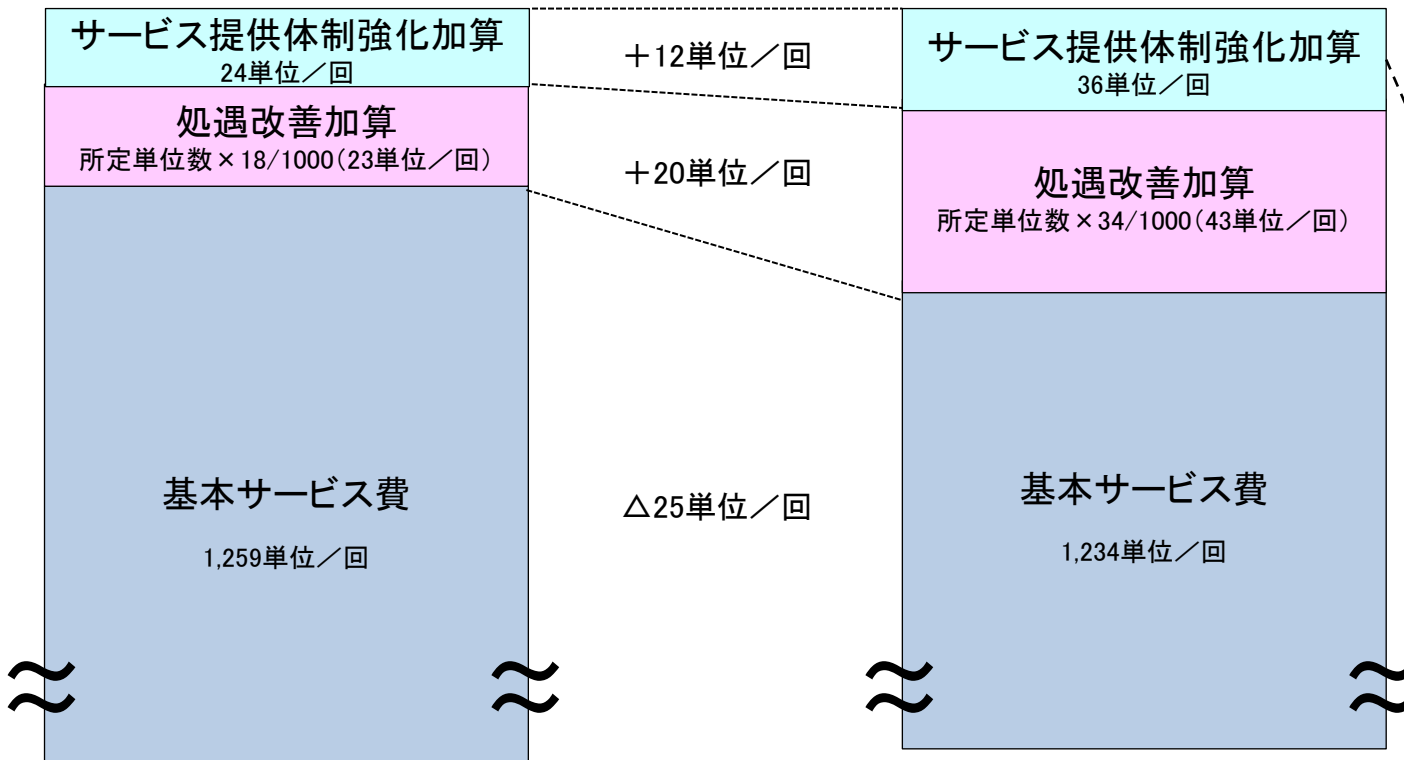 サービス提供体制強化加算
24単位／回
処遇改善加算
所定単位数×18/1000(23単位／回)
基本サービス費
1,259単位／回
＋12単位／回
＋20単位／回
△25単位／回
サービス提供体制強化加算
36単位／回
処遇改善加算
所定単位数×34/1000(43単位／回)
基本サービス費
1,234単位／回